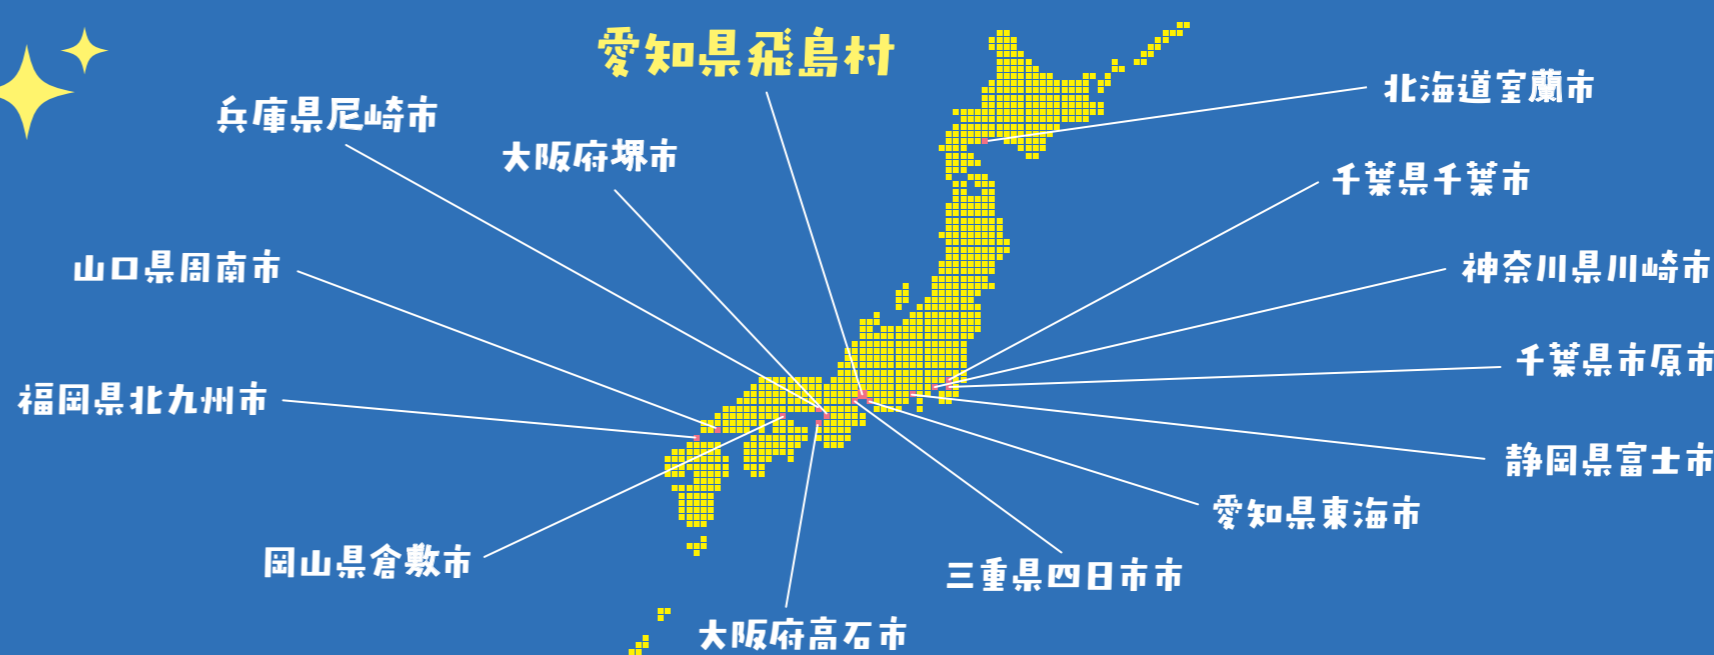 愛知県飛島村
北海道室蘭市
兵庫県尼崎市
大阪府堺市
千葉県千葉市
山口県周南市
神奈川県川崎市
千葉県市原市
福岡県北九州市
静岡県富士市
愛知県東海市
岡山県倉敷市
三重県四日市市
大阪府高石市